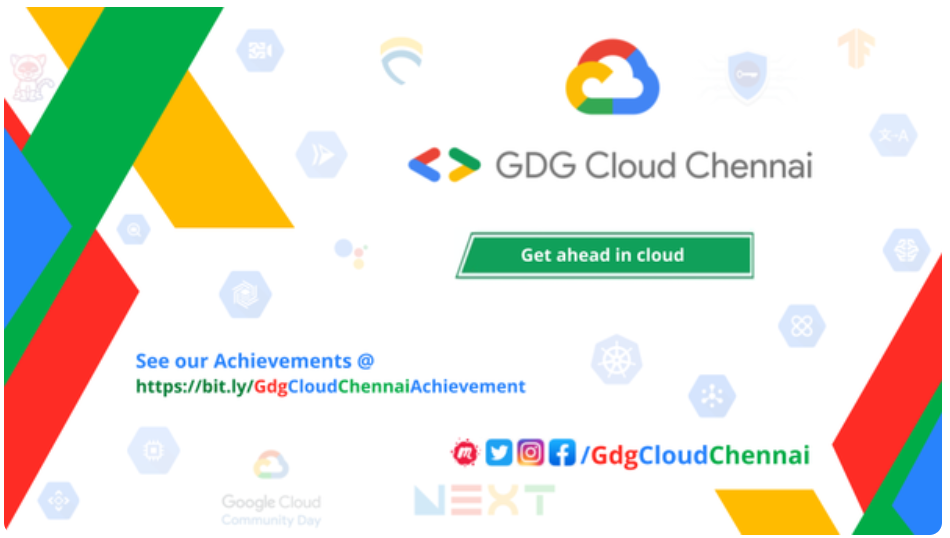 GDG Cloud Chennai
Get ahead in cloud
See our Achievements @
https://bit.ly/GdgCloudChennaiAchievement
/GdgCloudChennai
Google Cloud
Community Day
NEXT